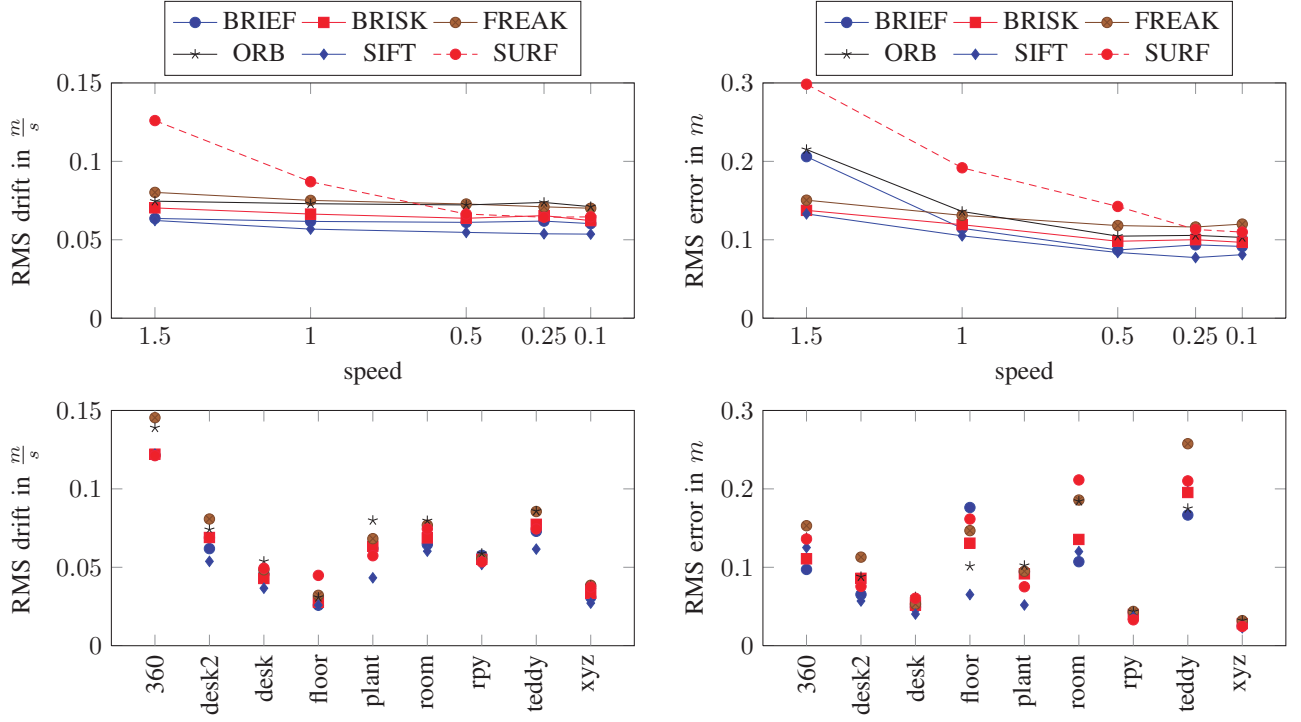 BRIEF BRISK FREAK
ORB SIFT SURF
BRIEF BRISK FREAK
ORB SIFT SURF
RMS drift in m/s
0.15
0.1
0.05
0
1.5 1 0.5 0.25 0.1
speed
RMS error in m
0.3
0.2
0.1
0
1.5 1 0.5 0.25 0.1
speed
RMS drift in m/s
0.15
0.1
0.05
0
360 desk2 desk floor plant room rpy teddy xyz
RMS error in m
0.3
0.2
0.1
0
360 desk2 desk floor plant room rpy teddy xyz